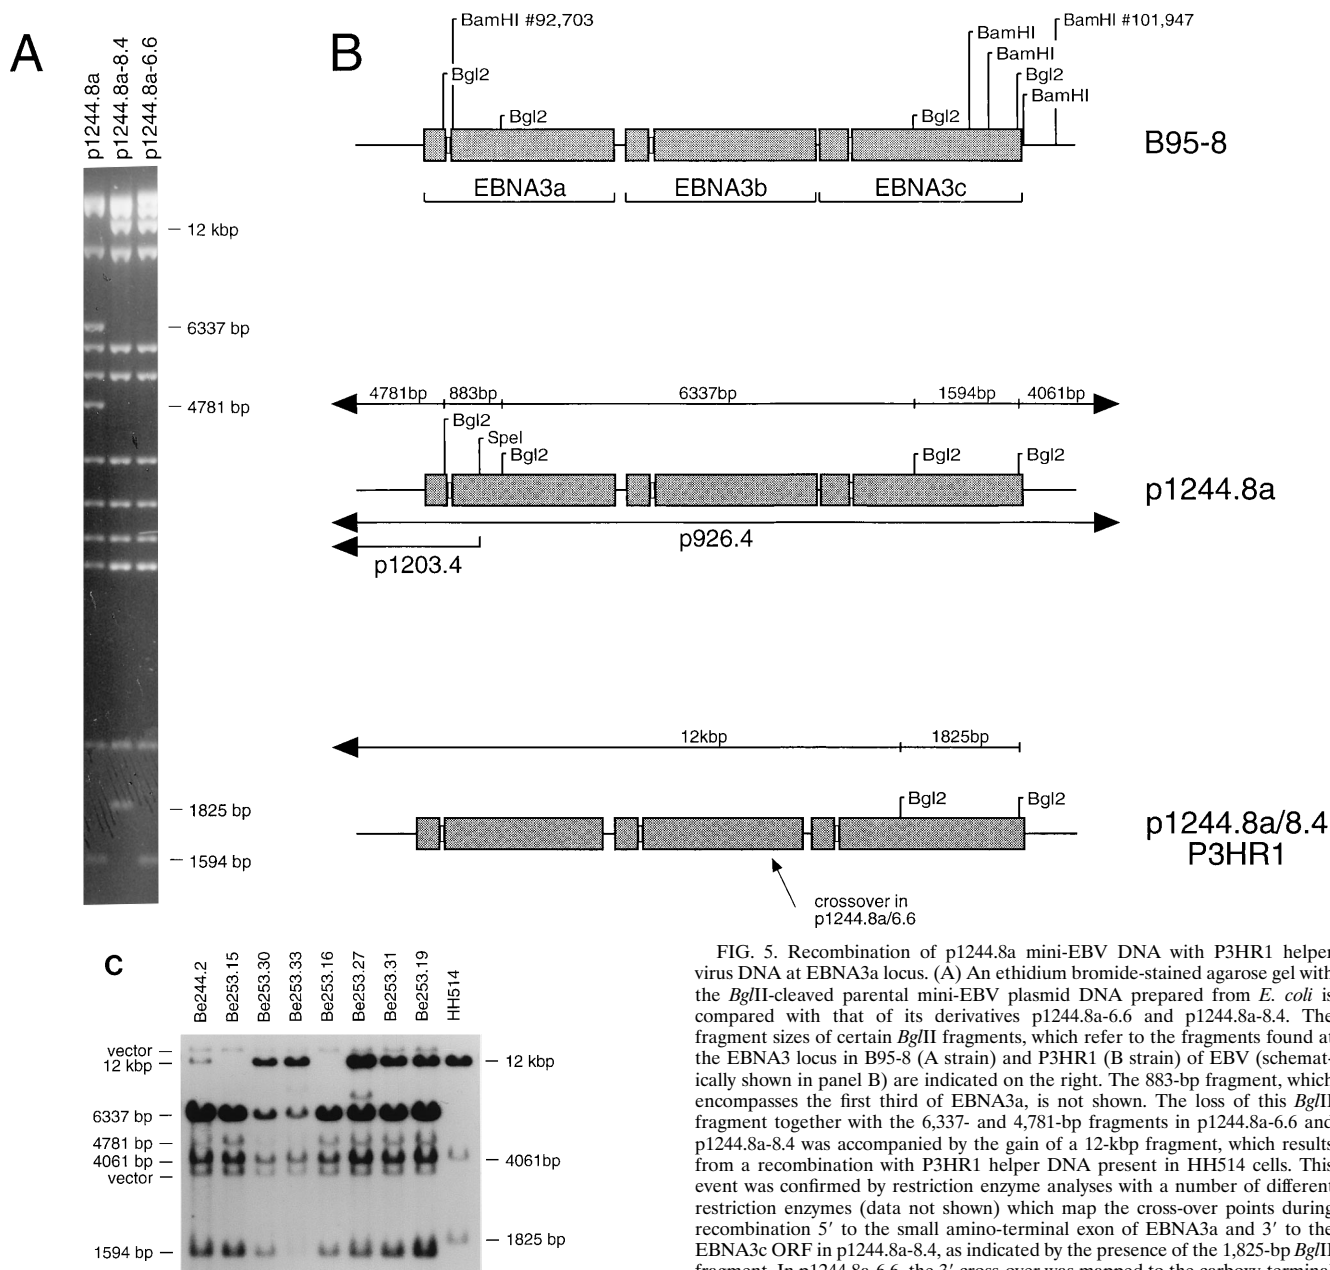 A
p1244.8a
p1244.8a-8.4
p1244.8a-6.6
12 kbp
6337 bp
4781 bp
1825 bp
1594 bp
B
BamHI #92,703
Bgl2
Bgl2
BamHI
BamHI
BamHI #101,947
Bgl2
BamHI
Bgl2
B95-8
EBNA3a
EBNA3b
EBNA3c
4781bp
883bp
6337bp
1594bp
4061bp
Bgl2
SpeI
Bgl2
Bgl2
Bgl2
p1244.8a
p926.4
p1203.4
12kbp
1825bp
Bgl2
Bgl2
p1244.8a/8.4
P3HR1
crossover in
p1244.8a/6.6
C
Be244.2
Be253.15
Be253.30
Be253.33
Be253.16
Be253.27
Be253.31
Be253.19
HH514
vector
12 kbp
6337 bp
4781 bp
4061 bp
vector
1594 bp
12 kbp
4061bp
1825 bp
FIG. 5. Recombination of p1244.8a mini-EBV DNA with P3HR1 helper
virus DNA at EBNA3a locus. (A) An ethidium bromide-stained agarose gel with
the BglII-cleaved parental mini-EBV plasmid DNA prepared from E. coli is
compared with that of its derivatives p1244.8a-6.6 and p1244.8a-8.4. The
fragment sizes of certain BglII fragments, which refer to the fragments found at
the EBNA3 locus in B95-8 (A strain) and P3HR1 (B strain) of EBV (schemat-
ically shown in panel B) are indicated on the right. The 883-bp fragment, which
encompasses the first third of EBNA3a, is not shown. The loss of this BglII
fragment together with the 6,337- and 4,781-bp fragments in p1244.8a-6.6 and
p1244.8a-8.4 was accompanied by the gain of a 12-kbp fragment, which results
from a recombination with P3HR1 helper DNA present in HH514 cells. This
event was confirmed by restriction enzyme analyses with a number of different
restriction enzymes (data not shown) which map the cross-over points during
recombination 5′ to the small amino-terminal exon of EBNA3a and 3′ to the
EBNA3c ORF in p1244.8a-8.4, as indicated by the presence of the 1,825-bp BglII
fragment. In p1244.8a-6.6, the 3′ cross-over was mapped to the carboxy-terminal